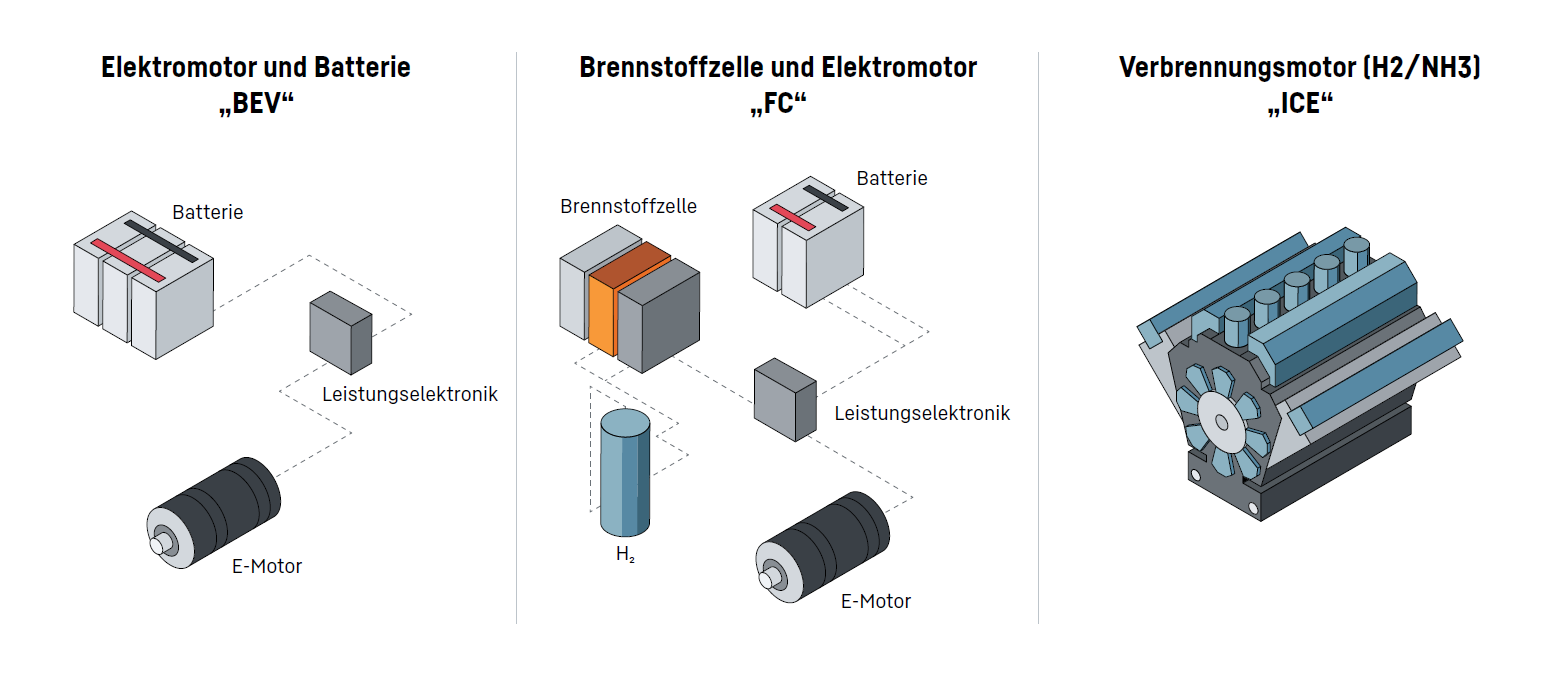 Elektromotor und Batterie
„BEV“
Batterie
Leistungselektronik
E-Motor
Brennstoffzelle und Elektromotor
„FC“
Batterie
Brennstoffzelle
Leistungselektronik
H₂
E-Motor
Verbrennungsmotor (H2/NH3)
„ICE“